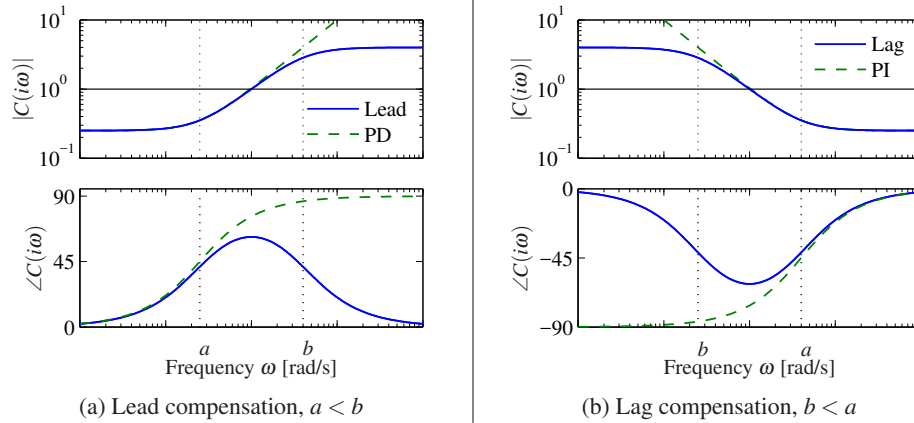 10^1
10^0
10^−1
|C(iω)|
Lead
PD
90
45
0
∠C(iω)
a
b
Frequency ω [rad/s]
(a) Lead compensation, a < b
10^1
10^0
10^−1
|C(iω)|
Lag
PI
0
−45
−90
∠C(iω)
b
a
Frequency ω [rad/s]
(b) Lag compensation, b < a